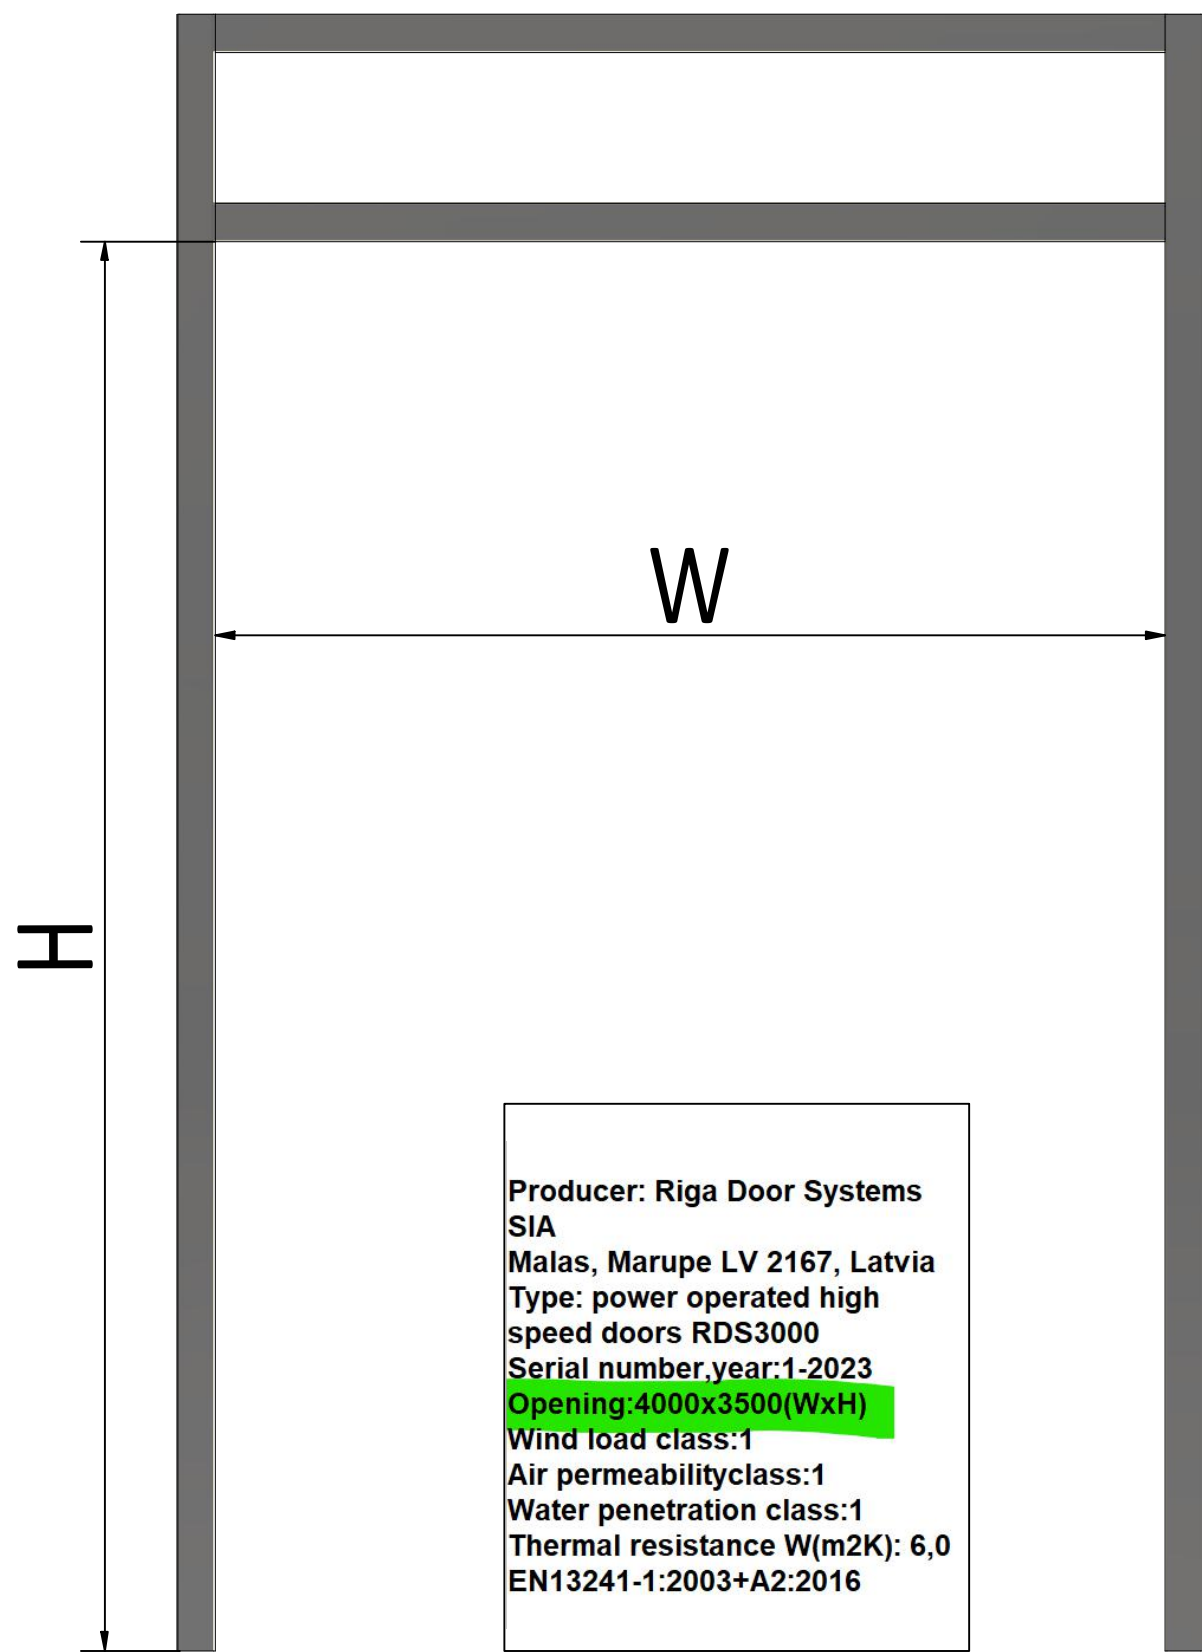 W
H
Producer: Riga Door Systems
SIA
Malas, Marupe LV 2167, Latvia
Type: power operated high
speed doors RDS3000
Serial number,year:1-2023
Opening:4000x3500(WxH)
Wind load class:1
Air permeabilityclass:1
Water penetration class:1
Thermal resistance W(m2K): 6,0
EN13241-1:2003+A2:2016